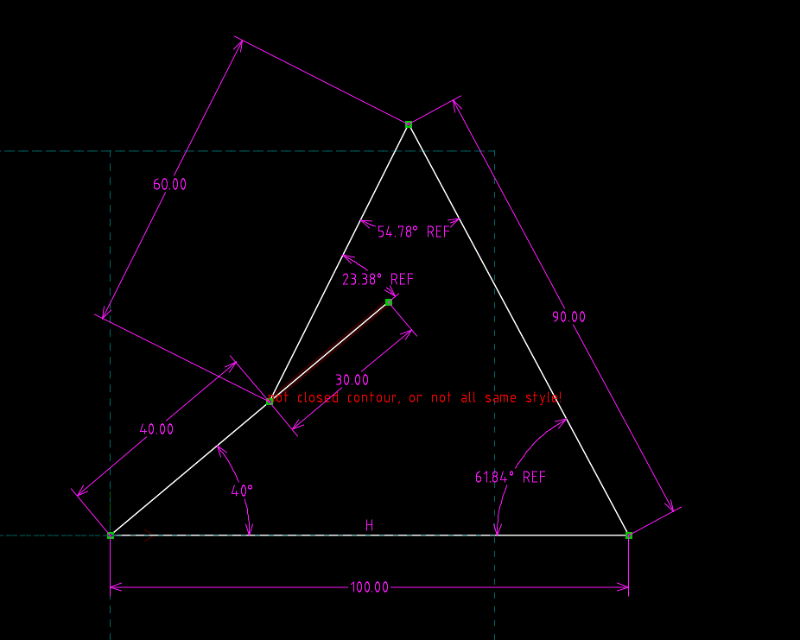 60.00
54.78° REF
23.38° REF
90.00
30.00
ot closed contour, or not all same style!
40.00
61.84° REF
40°
H
100.00